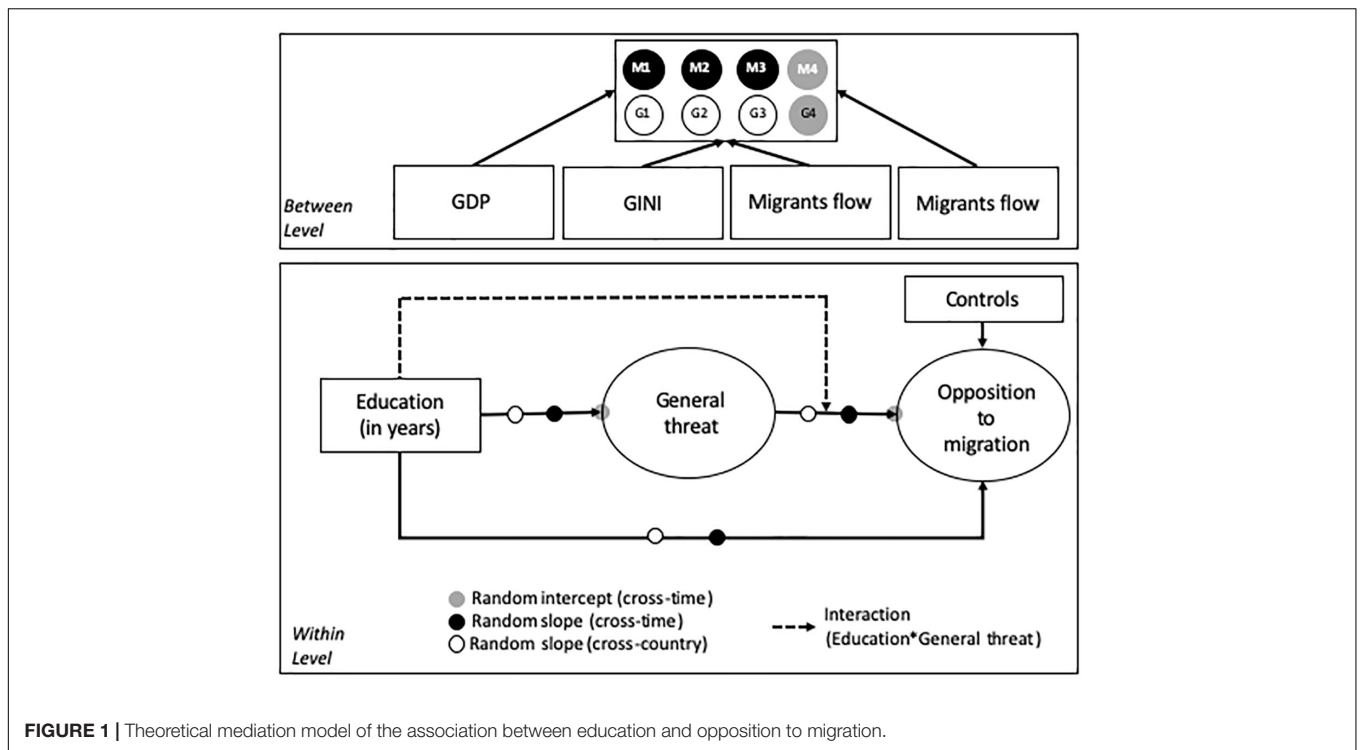 M1 M2 M3 M4
G1 G2 G3 G4
GDP GINI Migrants flow Migrants flow
Between
Level
Controls
Education
(in years)
General
threat
Opposition
to
migration
Random intercept (cross-time)
Random slope (cross-time)
Random slope (cross-country)
Interaction
(Education*General threat)
Within
Level
FIGURE 1 | Theoretical mediation model of the association between education and opposition to migration.